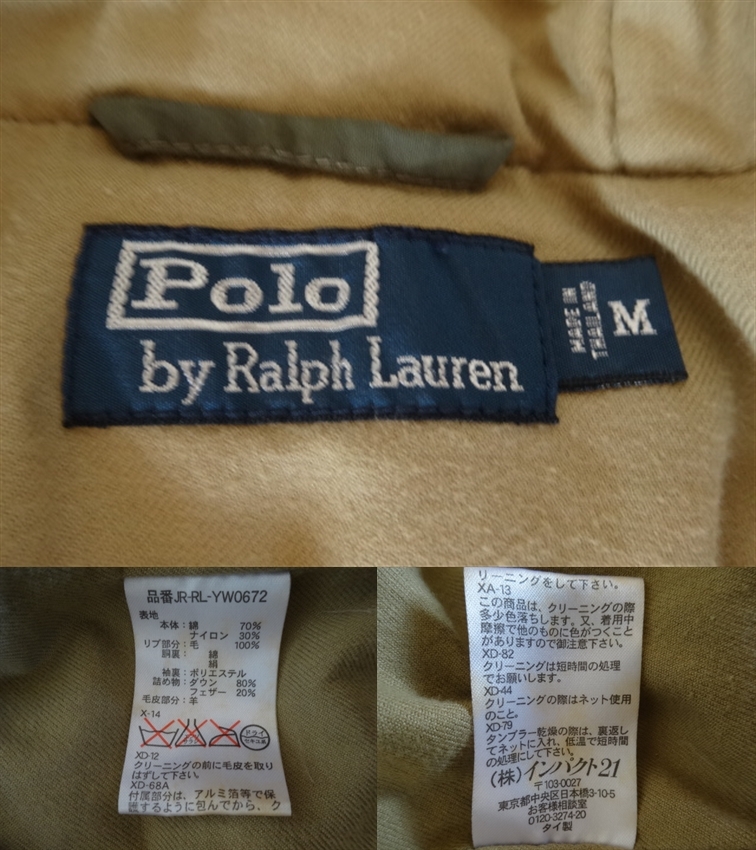 Polo
by Ralph Lauren
MADE IN
THAILAND
M
品番JR-RL-YW0672
表地
本体: 綿 70%
ナイロン 30%
リブ部分: 毛 100%
胴裏: 綿
絹
袖裏: ポリエステル
詰め物: ダウン 80%
フェザー 20%
毛皮部分: 羊
X-14
ドライ
セキユ系
XD-12
クリーニングの前に毛皮を取り
はずして下さい。
XD-68A
付属部分は、アルミ箔等で保
護するように包んでから、ク
リーニングをして下さい。
XA-13
この商品は、クリーニングの際
多少色落ちします。又、着用中
摩擦で他のものに色がつくこと
がありますので御注意下さい。
XD-82
クリーニングは短時間の処理
でお願いします。
XD-44
クリーニングの際はネット使用
のこと。
XD-79
タンブラー乾燥の際は、裏返し
てネットに入れ、低温で短時間
の処理にして下さい。
(株)インパクト21
〒103-0027
東京都中央区日本橋3-10-5
お客様相談室
0120-3274-20
タイ製